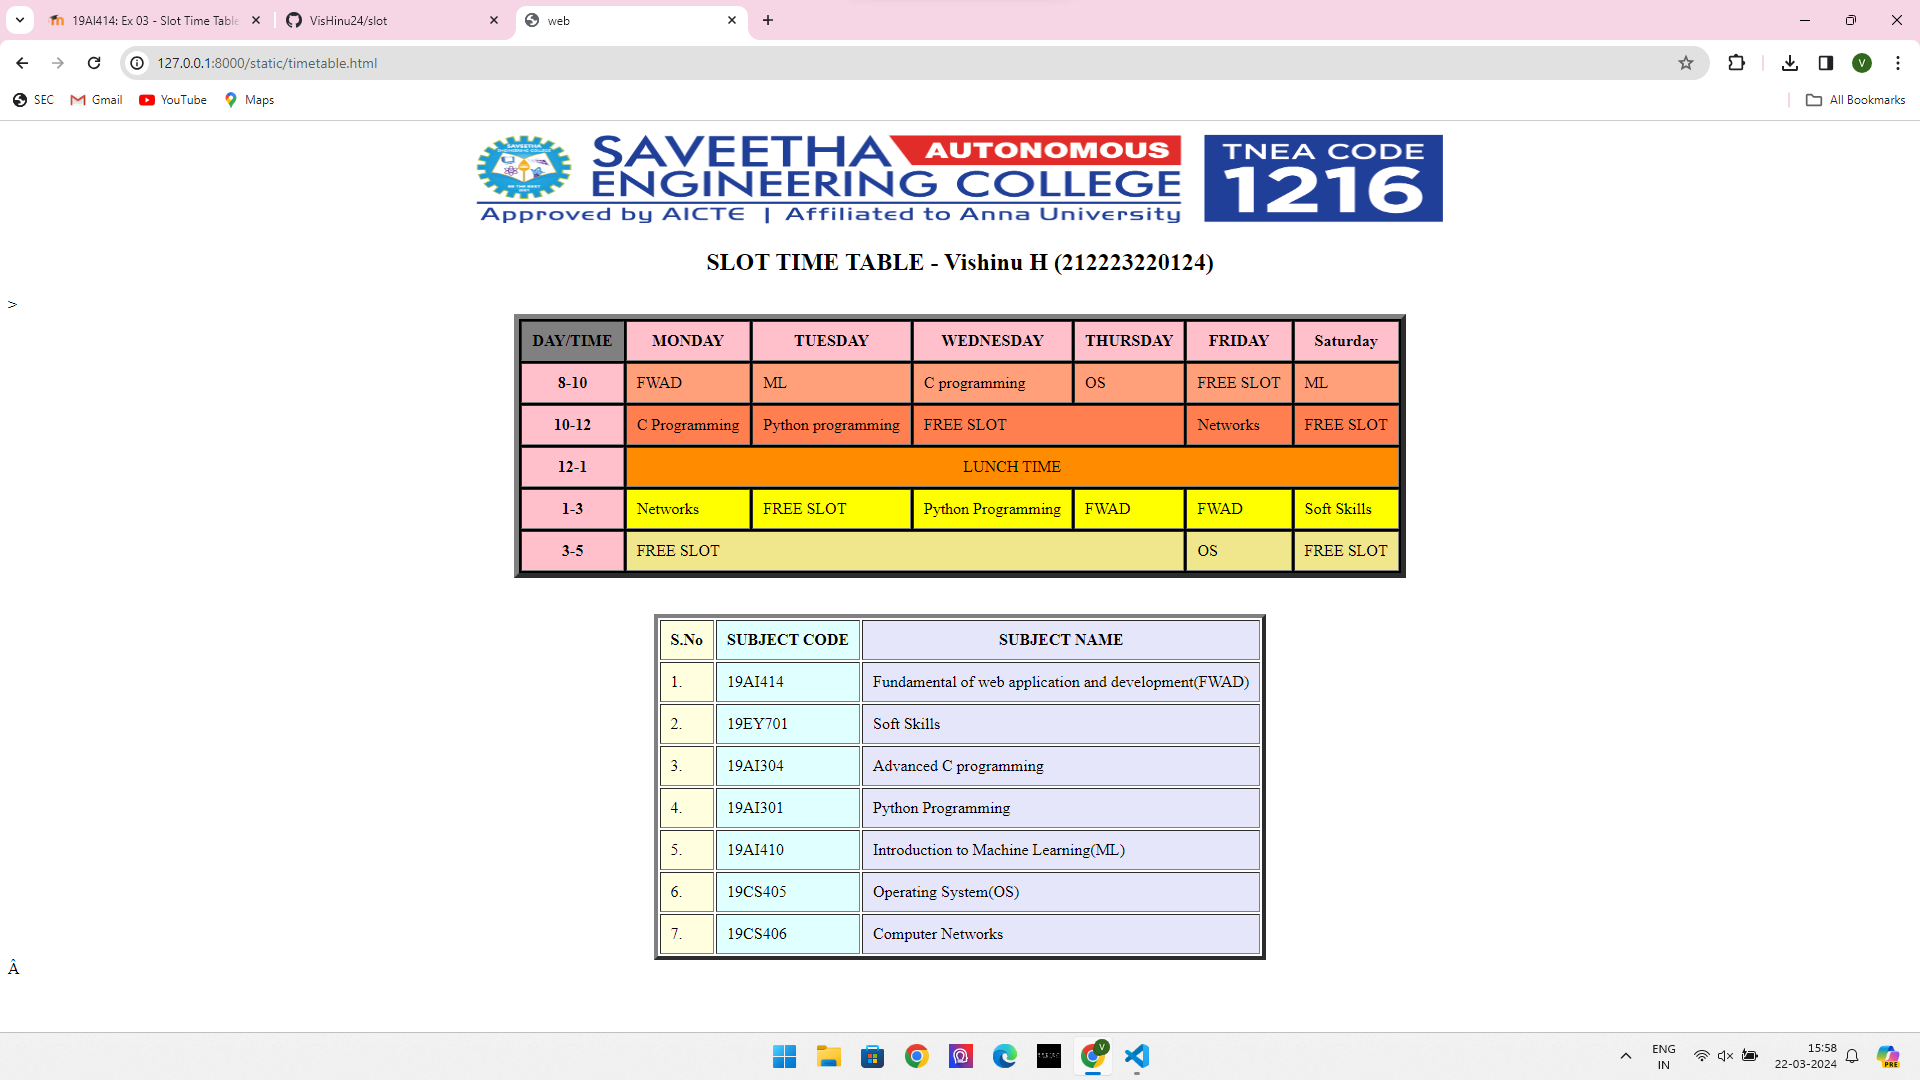 19AI414: Ex 03 - Slot Time Table
VisHinu24/slot
web
127.0.0.1:8000/static/timetable.html
V
SEC
Gmail
YouTube
Maps
All Bookmarks
SAVEETHA AUTONOMOUS
ENGINEERING COLLEGE
Approved by AICTE | Affiliated to Anna University
TNEA CODE
1216
SLOT TIME TABLE - Vishinu H (212223220124)
>
DAY/TIME MONDAY TUESDAY WEDNESDAY THURSDAY FRIDAY Saturday
8-10 FWAD ML C programming OS FREE SLOT ML
10-12 C Programming Python programming FREE SLOT Networks FREE SLOT
12-1 LUNCH TIME
1-3 Networks FREE SLOT Python Programming FWAD FWAD Soft Skills
3-5 FREE SLOT OS FREE SLOT
S.No SUBJECT CODE SUBJECT NAME
1. 19AI414 Fundamental of web application and development(FWAD)
2. 19EY701 Soft Skills
3. 19AI304 Advanced C programming
4. 19AI301 Python Programming
5. 19AI410 Introduction to Machine Learning(ML)
6. 19CS405 Operating System(OS)
7. 19CS406 Computer Networks
Â
V
ENG
IN
15:58
22-03-2024
PRE